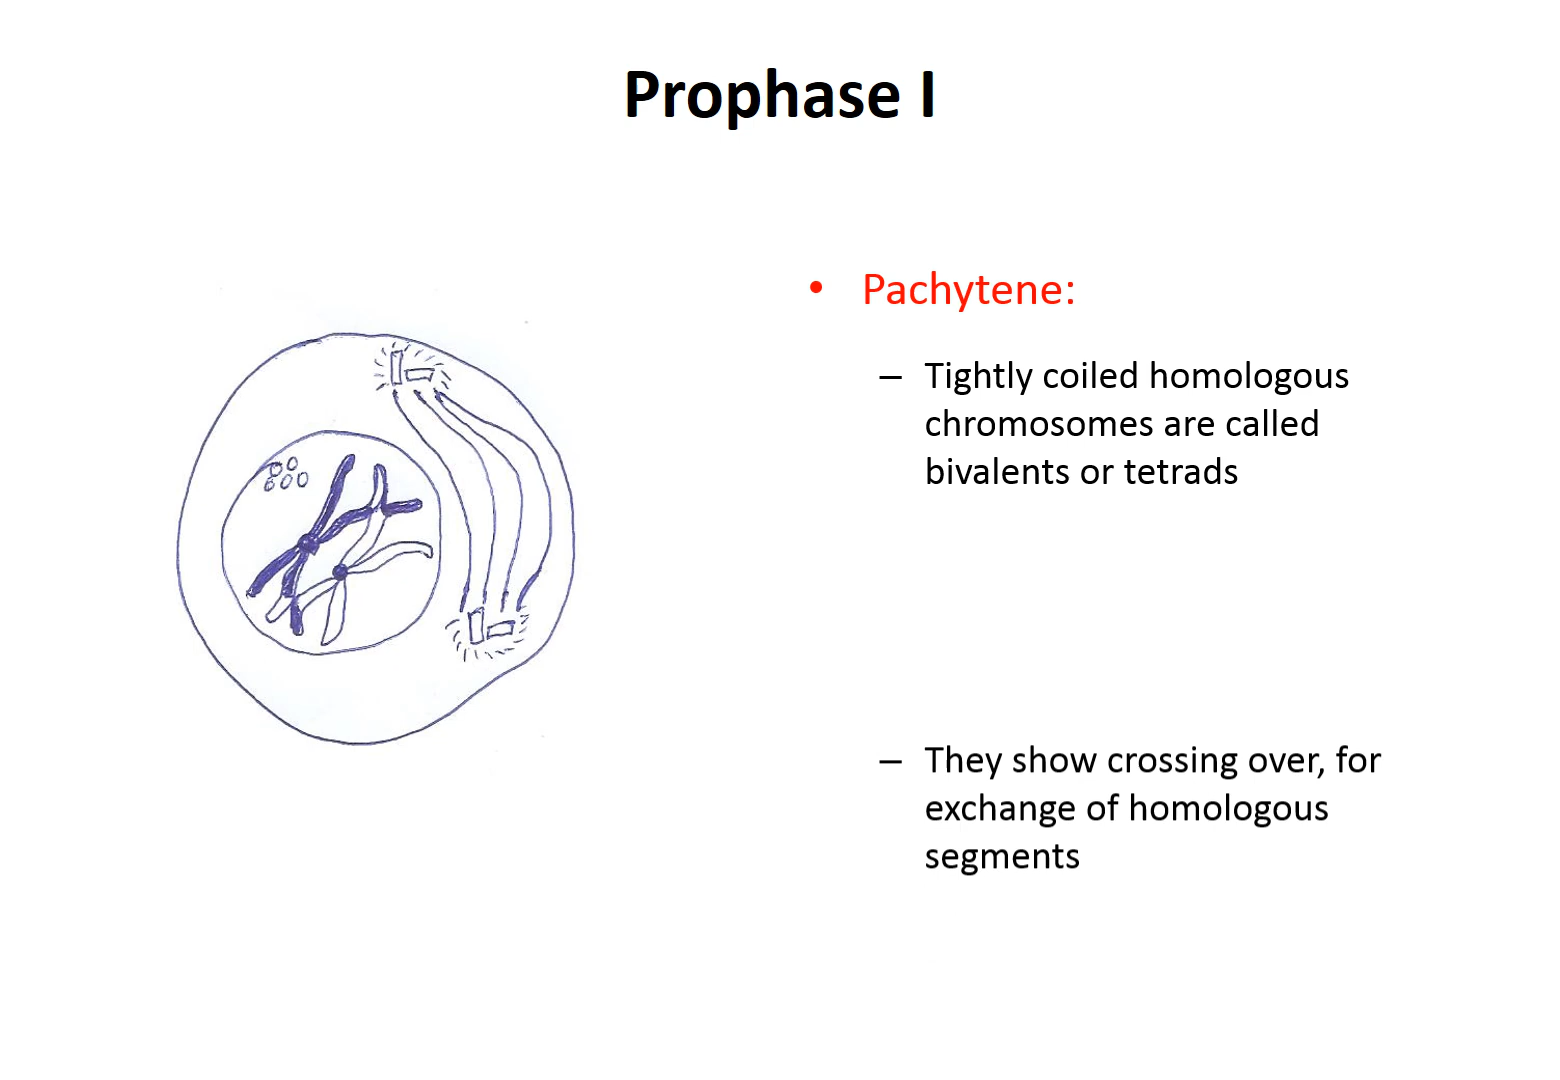 Prophase I
• Pachytene:
– Tightly coiled homologous
chromosomes are called
bivalents or tetrads
– They show crossing over, for
exchange of homologous
segments